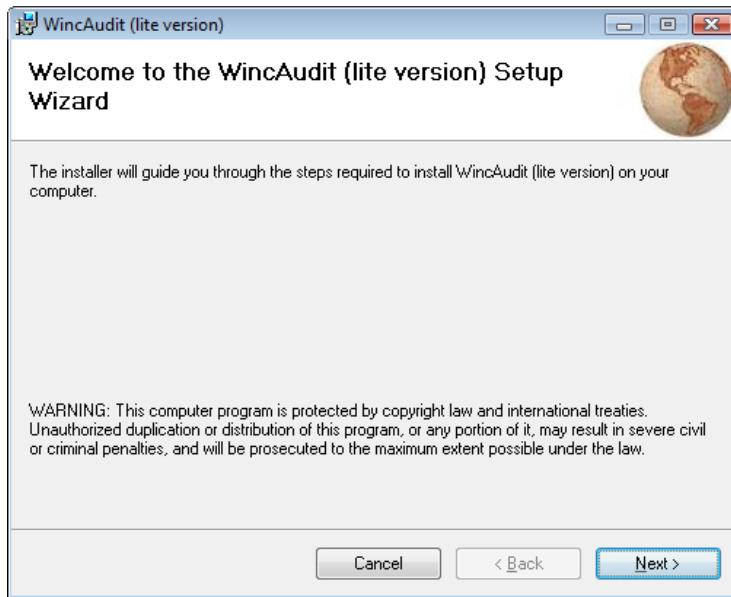 WincAudit (lite version)
Welcome to the WincAudit (lite version) Setup
Wizard
The installer will guide you through the steps required to install WincAudit (lite version) on your
computer.
WARNING: This computer program is protected by copyright law and international treaties.
Unauthorized duplication or distribution of this program, or any portion of it, may result in severe civil
or criminal penalties, and will be prosecuted to the maximum extent possible under the law.
Cancel < Back Next >